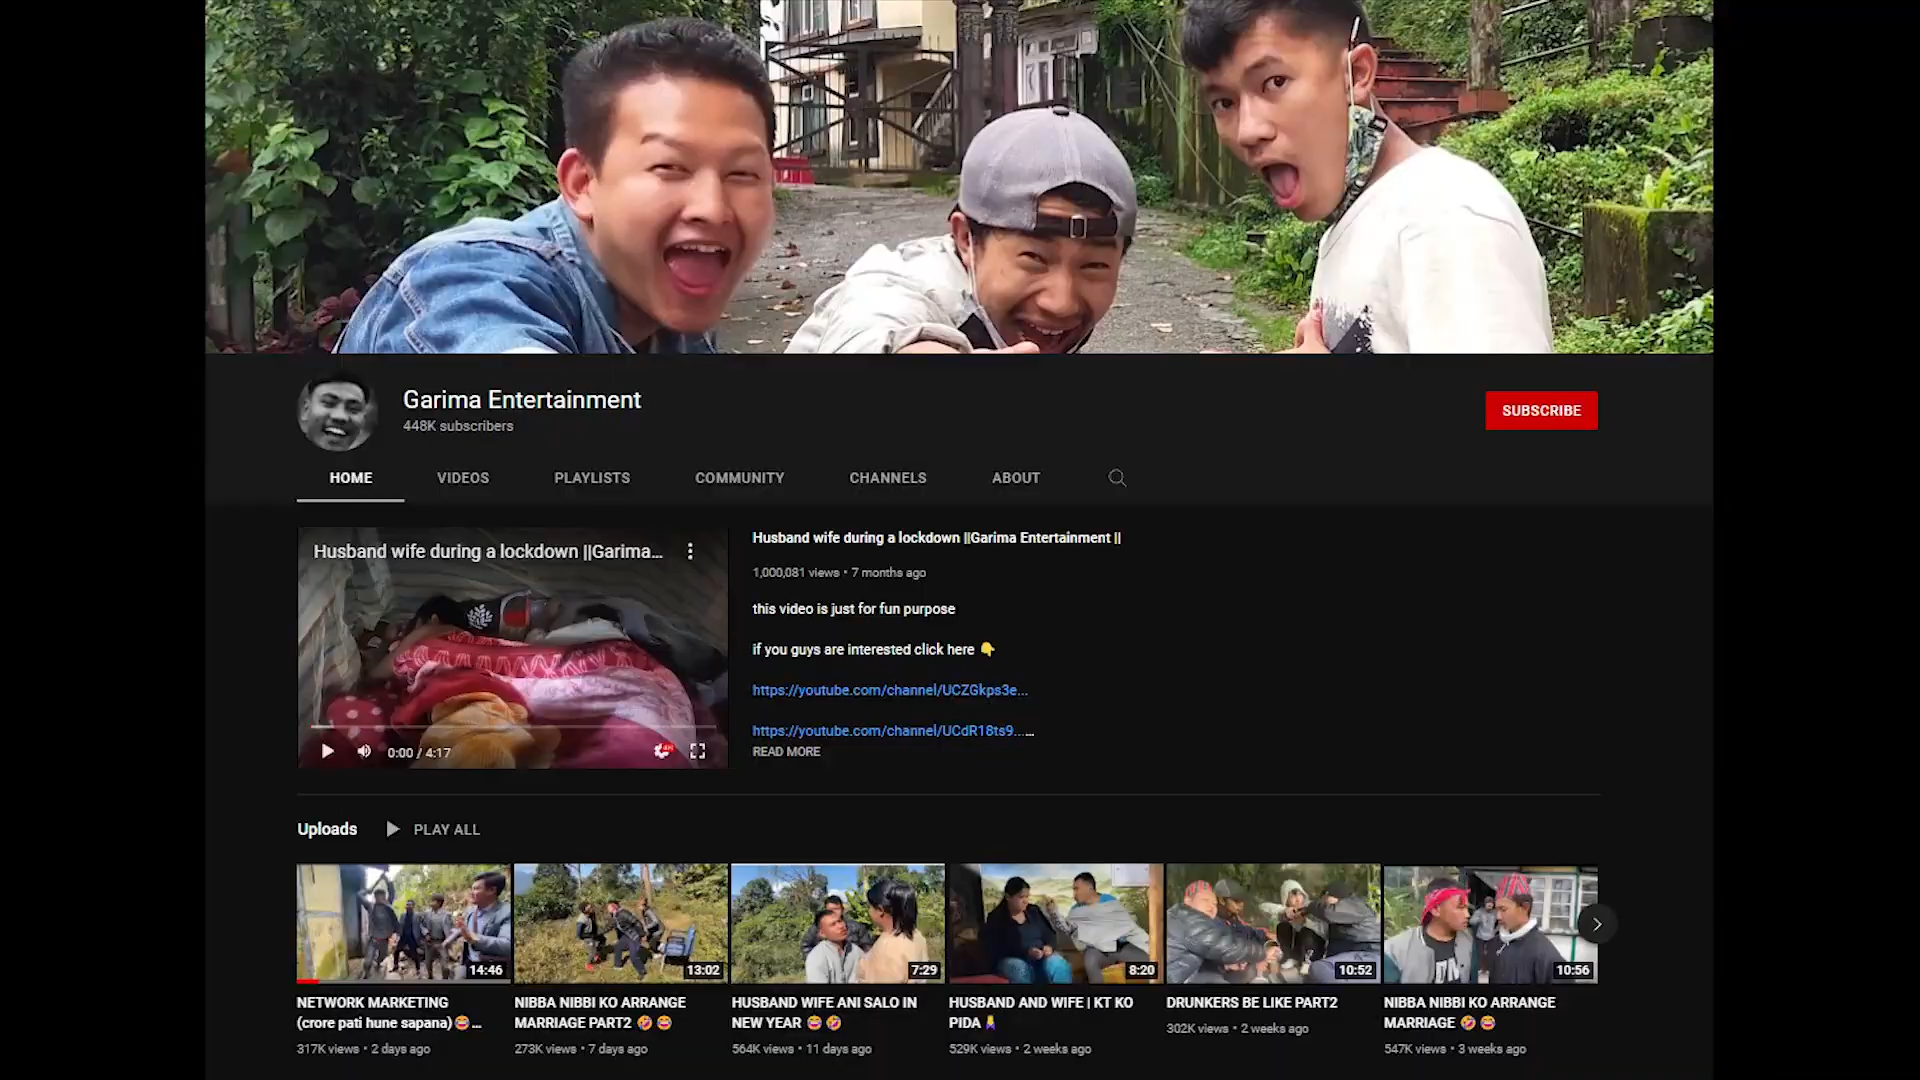 Garima Entertainment
448K subscribers
SUBSCRIBE
HOME VIDEOS PLAYLISTS COMMUNITY CHANNELS ABOUT
Husband wife during a lockdown ||Garima...
0:00 / 4:17
Husband wife during a lockdown ||Garima Entertainment ||
1,000,081 views • 7 months ago
this video is just for fun purpose
if you guys are interested click here 👇
https://youtube.com/channel/UCZGkps3e...
https://youtube.com/channel/UCdR18ts9......
READ MORE
Uploads PLAY ALL
14:46
13:02
7:29
8:20
10:52
10:56
NETWORK MARKETING
(crore pati hune sapana)😂...
317K views • 2 days ago
NIBBA NIBBI KO ARRANGE
MARRIAGE PART2 🤣😂
273K views • 7 days ago
HUSBAND WIFE ANI SALO IN
NEW YEAR 😂🤣
564K views • 11 days ago
HUSBAND AND WIFE | KT KO
PIDA
529K views • 2 weeks ago
DRUNKERS BE LIKE PART2
302K views • 2 weeks ago
NIBBA NIBBI KO ARRANGE
MARRIAGE 🤣😂
547K views • 3 weeks ago